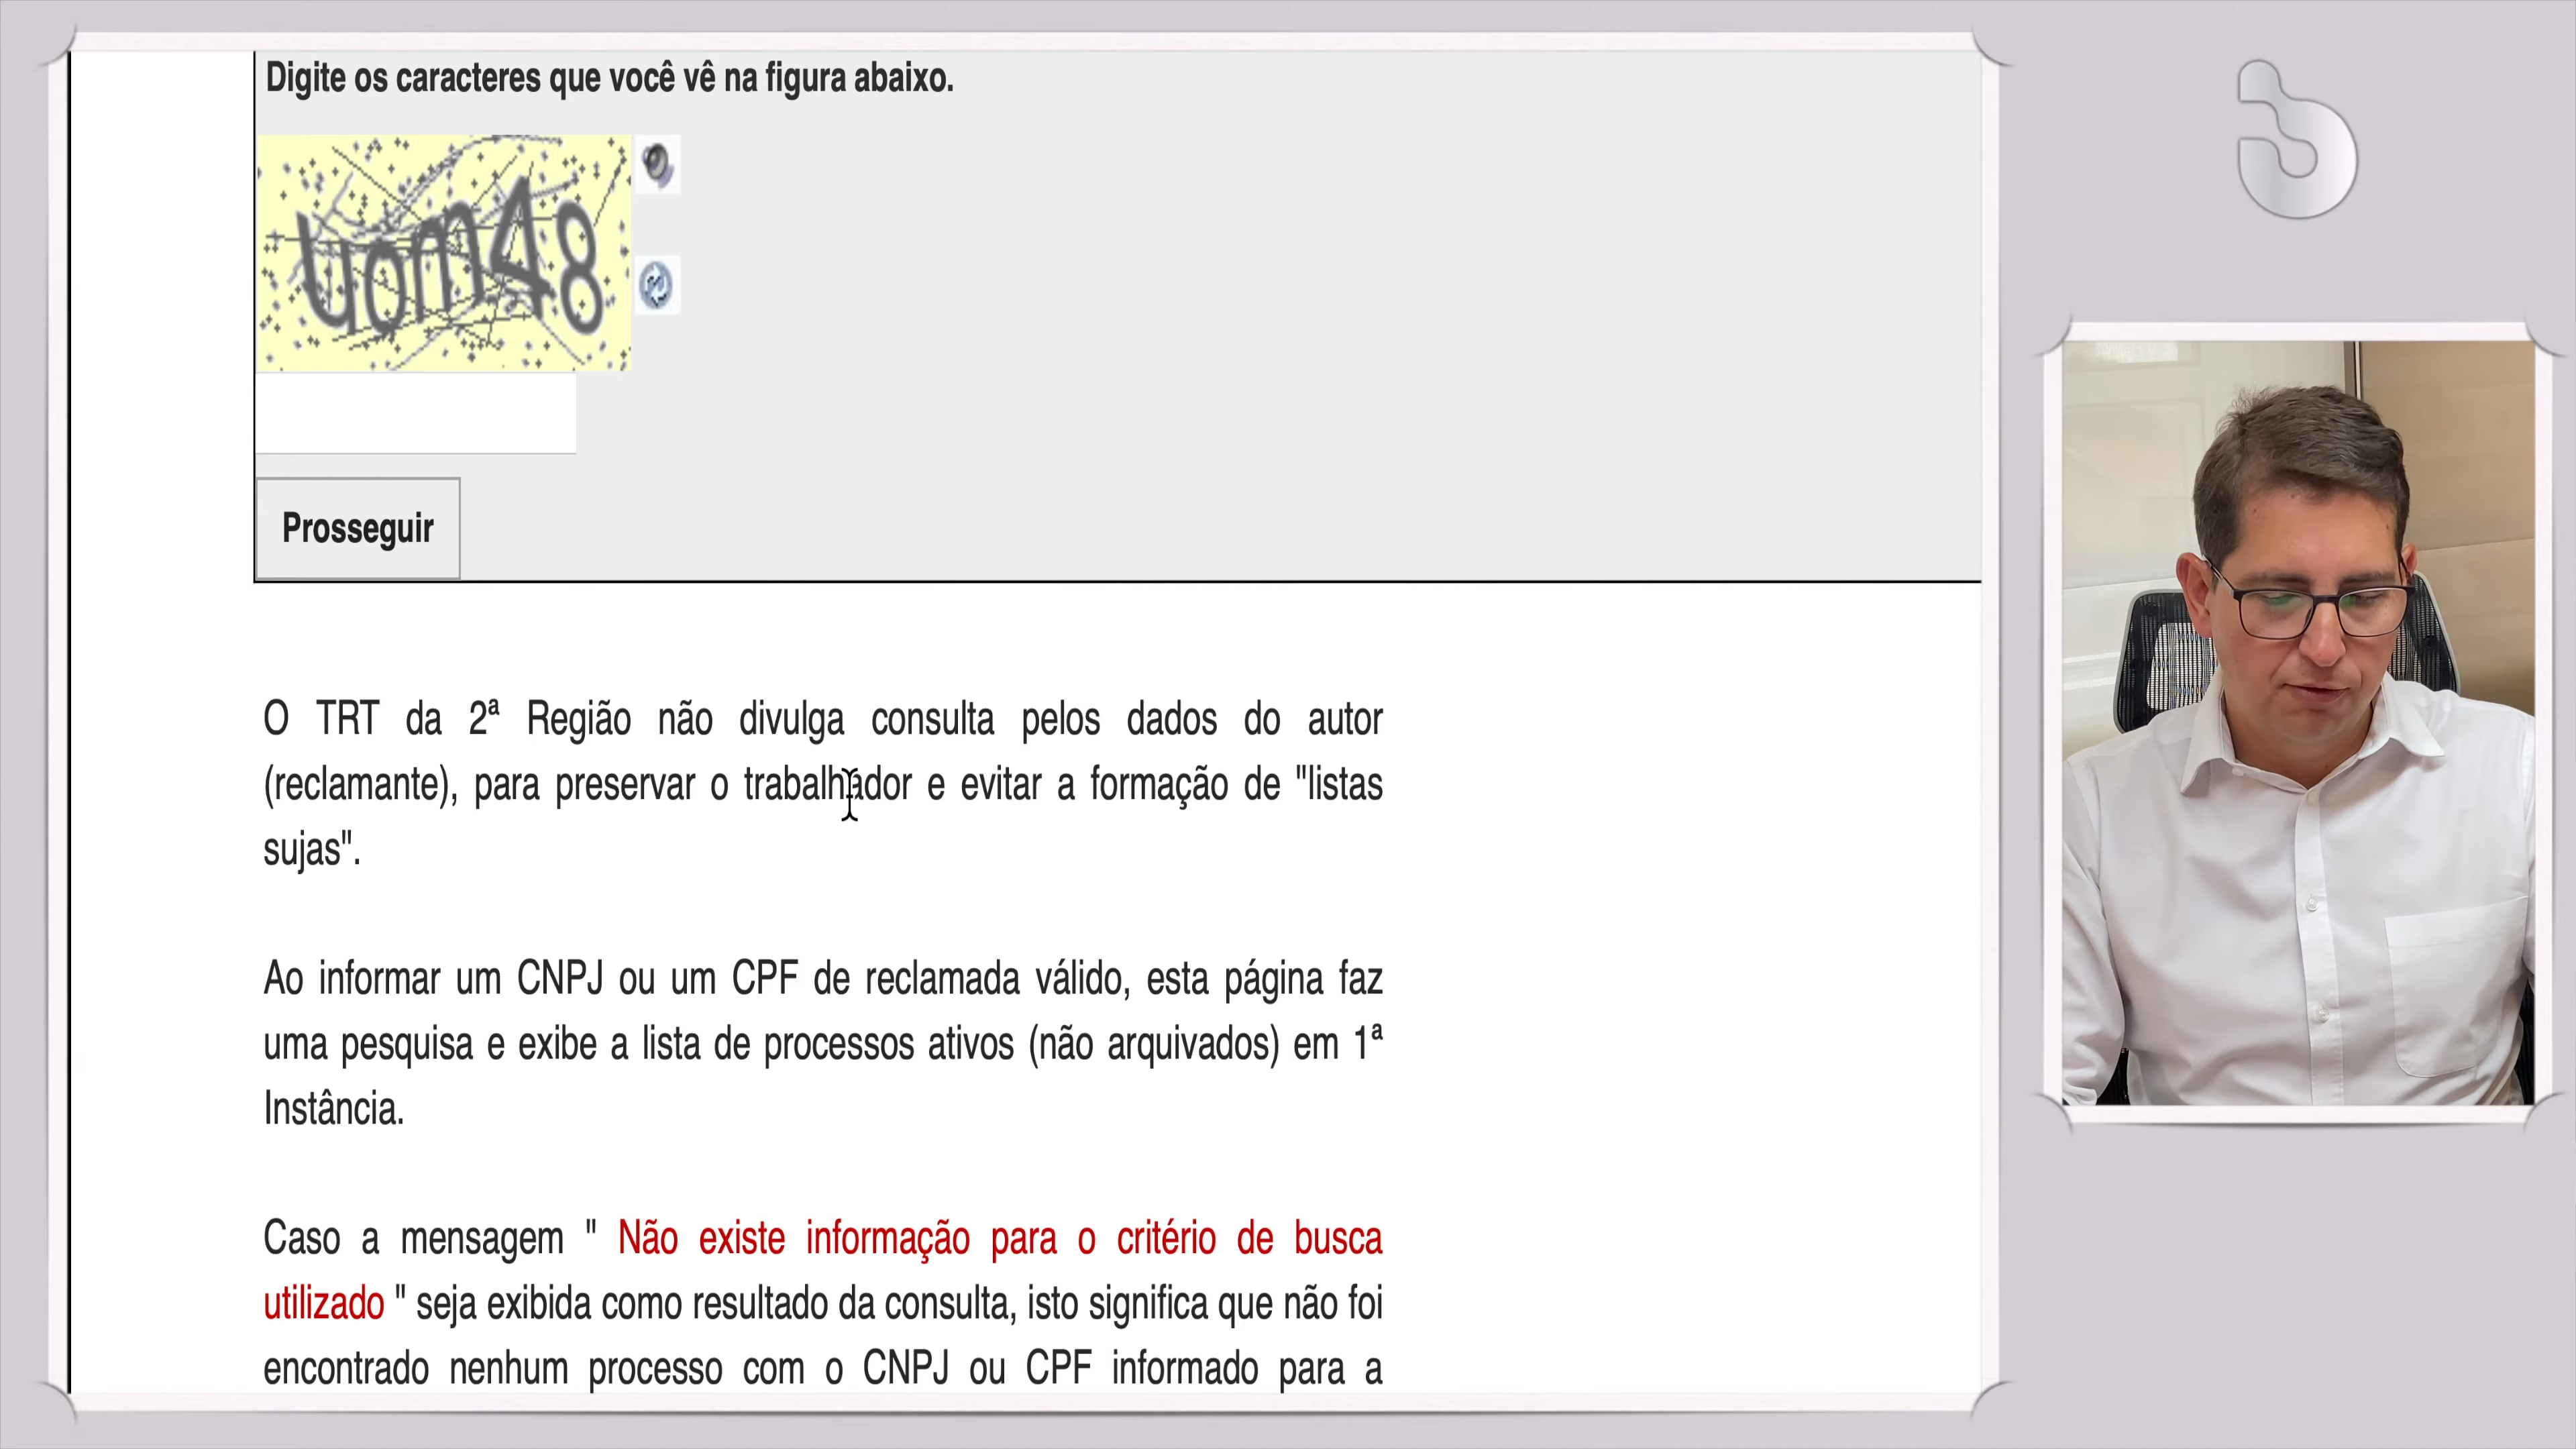 Digite os caracteres que você vê na figura abaixo.
uom48
Prosseguir
O TRT da 2ª Região não divulga consulta pelos dados do autor
(reclamante), para preservar o trabalhador e evitar a formação de "listas
sujas".
Ao informar um CNPJ ou um CPF de reclamada válido, esta página faz
uma pesquisa e exibe a lista de processos ativos (não arquivados) em 1ª
Instância.
Caso a mensagem " Não existe informação para o critério de busca
utilizado " seja exibida como resultado da consulta, isto significa que não foi
encontrado nenhum processo com o CNPJ ou CPF informado para a